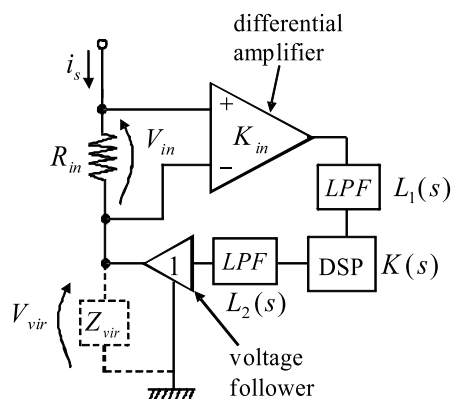 differential
amplifier
i_s
+
V_in
K_in
R_in
−
LPF
L_1(s)
LPF
DSP
K(s)
1
L_2(s)
V_vir
Z_vir
voltage
follower